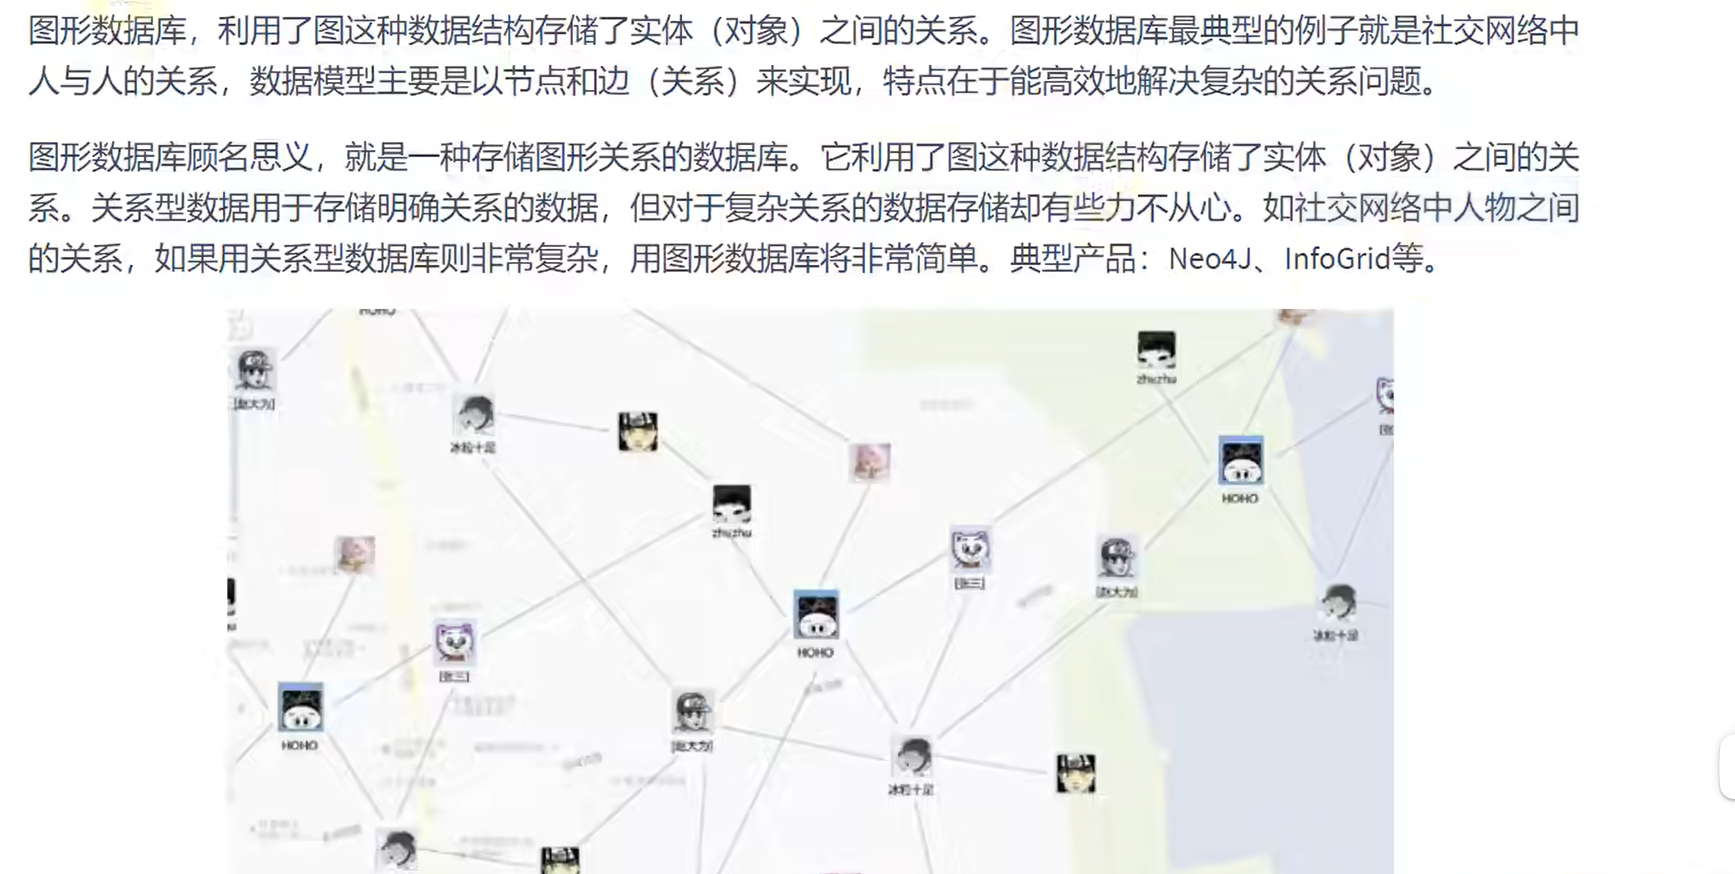 图形数据库，利用了图这种数据结构存储了实体（对象）之间的关系。图形数据库最典型的例子就是社交网络中
人与人的关系，数据模型主要是以节点和边（关系）来实现，特点在于能高效地解决复杂的关系问题。
图形数据库顾名思义，就是一种存储图形关系的数据库。它利用了图这种数据结构存储了实体（对象）之间的关
系。关系型数据用于存储明确关系的数据，但对于复杂关系的数据存储却有些力不从心。如社交网络中人物之间
的关系，如果用关系型数据库则非常复杂，用图形数据库将非常简单。典型产品：Neo4J、InfoGrid等。
HOHO
zhuzhu
[赵大为]
冰粒十足
HOHO
zhuzhu
[张三]
[赵大为]
冰粒十足
HOHO
[张三]
HOHO
[赵大为]
冰粒十足